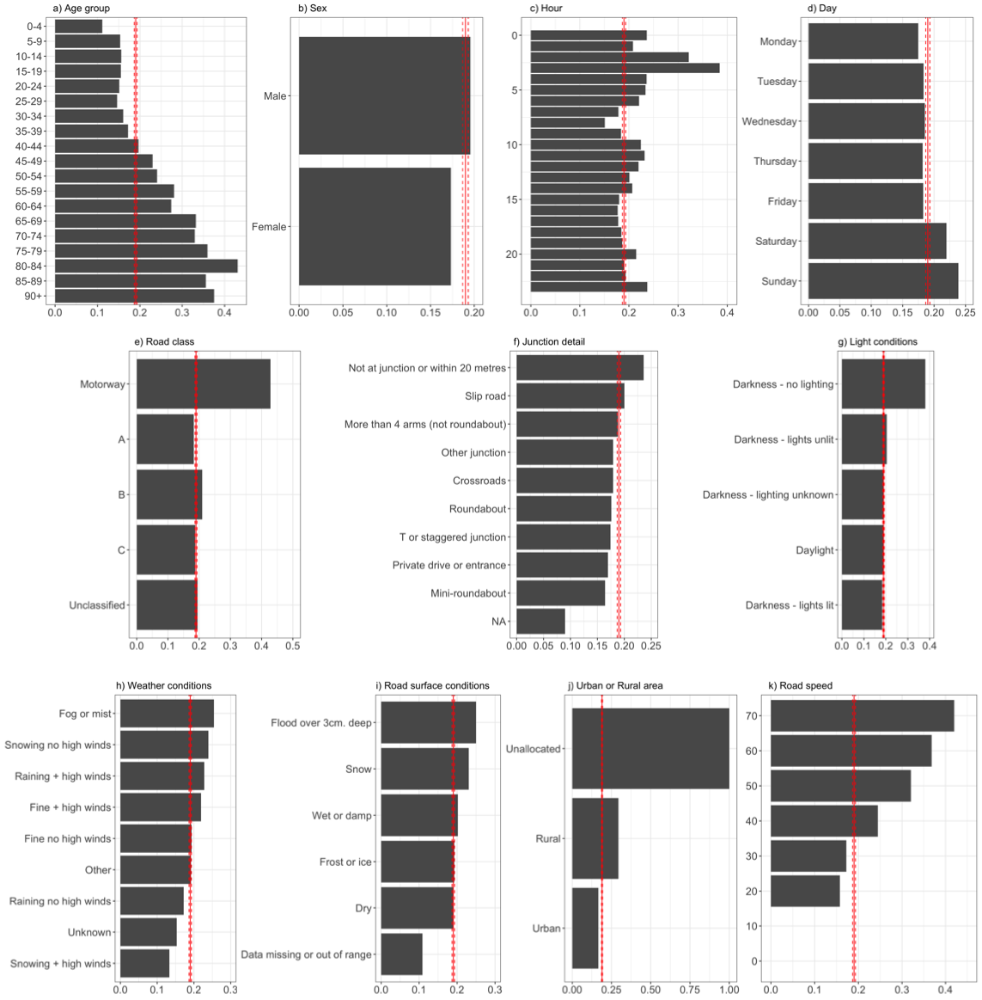 a) Age group
0-4
5-9
10-14
15-19
20-24
25-29
30-34
35-39
40-44
45-49
50-54
55-59
60-64
65-69
70-74
75-79
80-84
85-89
90+
0.0 0.1 0.2 0.3 0.4
b) Sex
Male
Female
0.00 0.05 0.10 0.15 0.20
c) Hour
0
5
10
15
20
0.0 0.1 0.2 0.3 0.4
d) Day
Monday
Tuesday
Wednesday
Thursday
Friday
Saturday
Sunday
0.00 0.05 0.10 0.15 0.20 0.25
e) Road class
Motorway
A
B
C
Unclassified
0.0 0.1 0.2 0.3 0.4 0.5
f) Junction detail
Not at junction or within 20 metres
Slip road
More than 4 arms (not roundabout)
Other junction
Crossroads
Roundabout
T or staggered junction
Private drive or entrance
Mini-roundabout
NA
0.00 0.05 0.10 0.15 0.20 0.25
g) Light conditions
Darkness - no lighting
Darkness - lights unlit
Darkness - lighting unknown
Daylight
Darkness - lights lit
0.0 0.1 0.2 0.3 0.4
h) Weather conditions
Fog or mist
Snowing no high winds
Raining + high winds
Fine + high winds
Fine no high winds
Other
Raining no high winds
Unknown
Snowing + high winds
0.0 0.1 0.2 0.3
i) Road surface conditions
Flood over 3cm. deep
Snow
Wet or damp
Frost or ice
Dry
Data missing or out of range
0.0 0.1 0.2 0.3
j) Urban or Rural area
Unallocated
Rural
Urban
0.00 0.25 0.50 0.75 1.00
k) Road speed
70
60
50
40
30
20
10
0
0.0 0.1 0.2 0.3 0.4